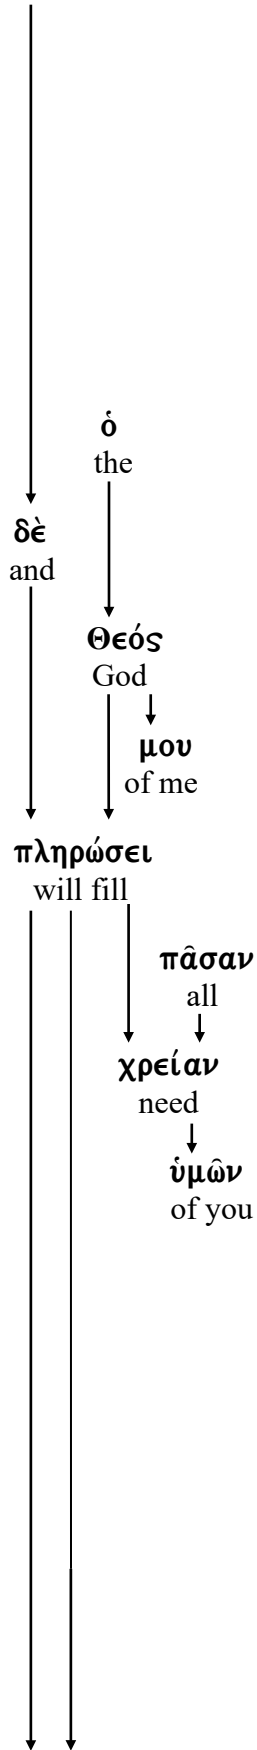 ὁ
the
δὲ
and
Θεός
God
μου
of me
πληρώσει
will fill
πᾶσαν
all
χρείαν
need
ὑμῶν
of you